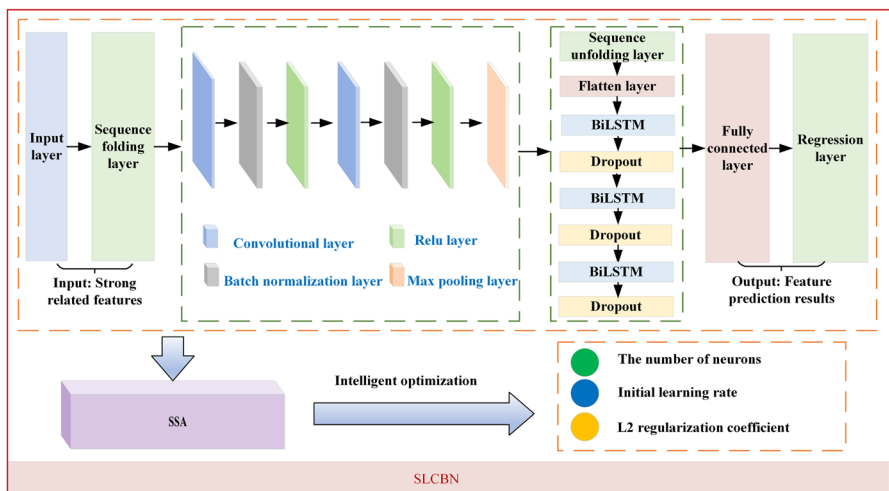 Input
layer
Sequence
folding
layer
Input: Strong
related features
Convolutional layer
Relu layer
Batch normalization layer
Max pooling layer
Sequence
unfolding layer
Flatten layer
BiLSTM
Dropout
BiLSTM
Dropout
BiLSTM
Dropout
Fully
connected
layer
Regression
layer
Output: Feature
prediction results
SSA
Intelligent optimization
The number of neurons
Initial learning rate
L2 regularization coefficient
SLCBN